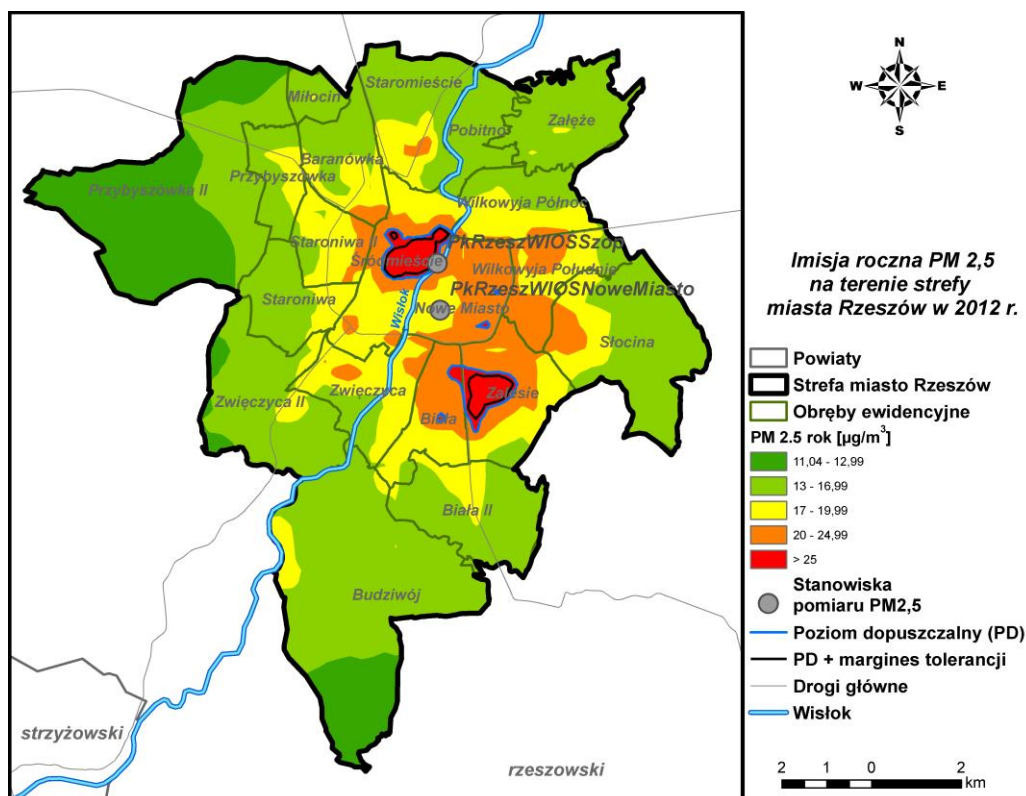 Staromieście
Miłocin
Pobitno
Załęże
Baranówka
Przybyszówka
Przybyszówka II
Wilkowyja Północ
Staroniwa II
PkRzeszWIOSSzop
Śródmieście
Wilkowyja Południe
PkRzeszWIOSNoweMiasto
Staroniwa
Wisłok
Nowe Miasto
Słocina
Zwięczyca
Zalesie
Zwięczyca II
Biała
Biała II
Budziwój
strzyżowski
rzeszowski
N
W
E
S
Imisja roczna PM 2,5
na terenie strefy
miasta Rzeszów w 2012 r.
Powiaty
Strefa miasto Rzeszów
Obręby ewidencyjne
PM 2.5 rok [µg/m³]
11,04 - 12,99
13 - 16,99
17 - 19,99
20 - 24,99
> 25
Stanowiska
pomiaru PM2,5
Poziom dopuszczalny (PD)
PD + margines tolerancji
Drogi główne
Wisłok
2 1 0 2
km